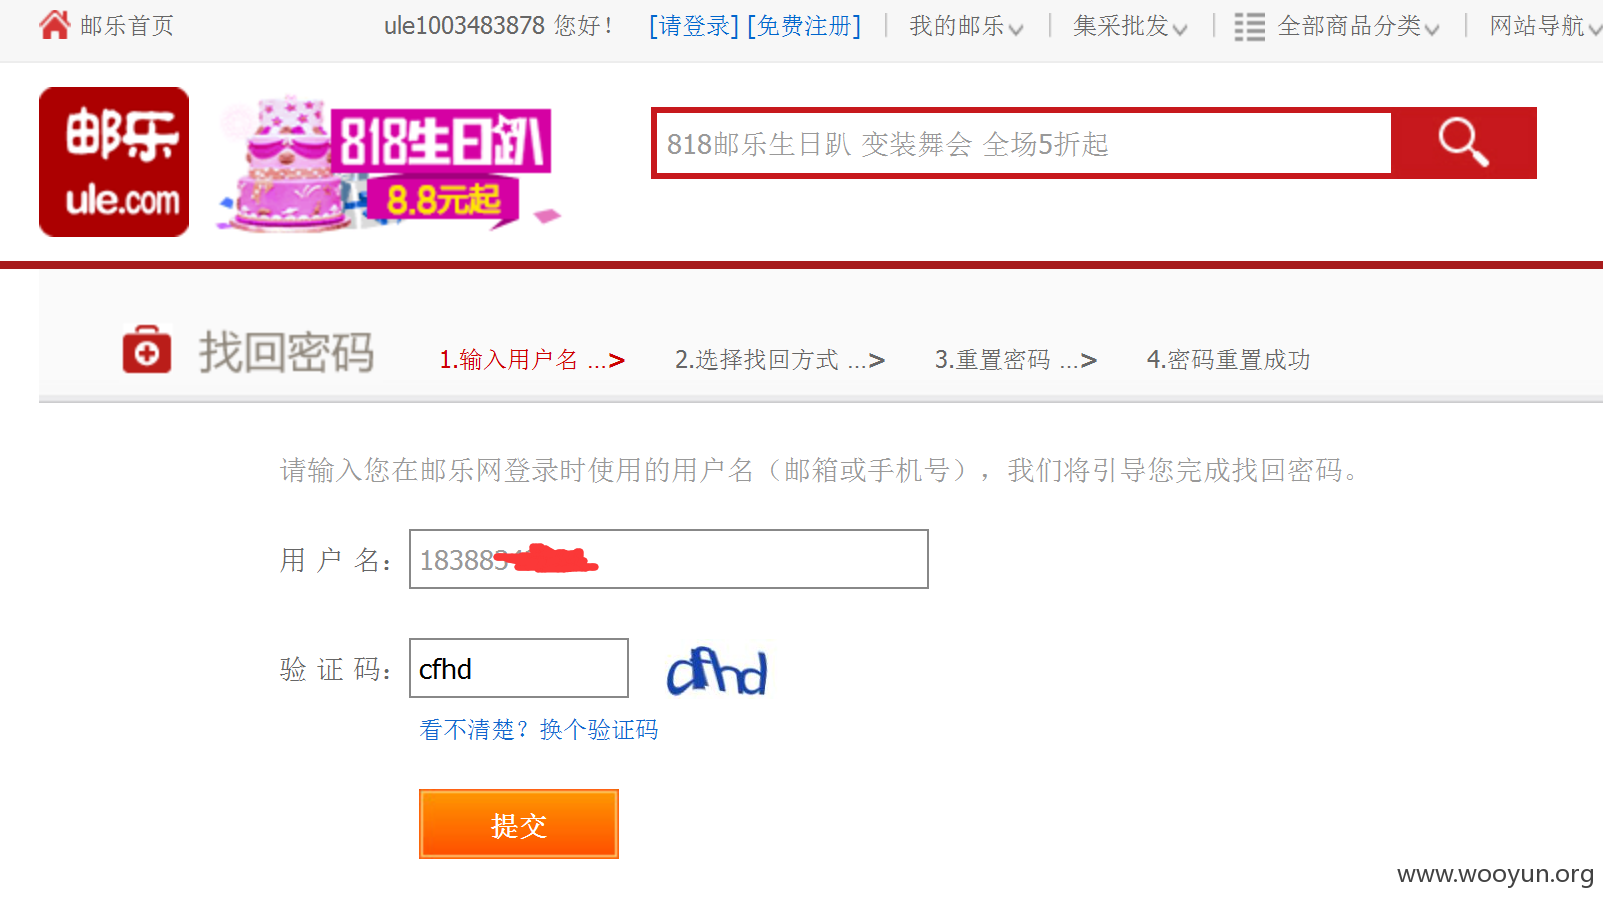 邮乐首页 ule1003483878 您好！ [请登录] [免费注册] 我的邮乐 集采批发 全部商品分类 网站导航
邮乐
ule.com
818生日趴
8.8元起
818邮乐生日趴 变装舞会 全场5折起
找回密码 1.输入用户名 ...> 2.选择找回方式 ...> 3.重置密码 ...> 4.密码重置成功
请输入您在邮乐网登录时使用的用户名（邮箱或手机号），我们将引导您完成找回密码。
用 户 名： 183883
验 证 码： cfhd cfhd
看不清楚？换个验证码
提交
www.wooyun.org